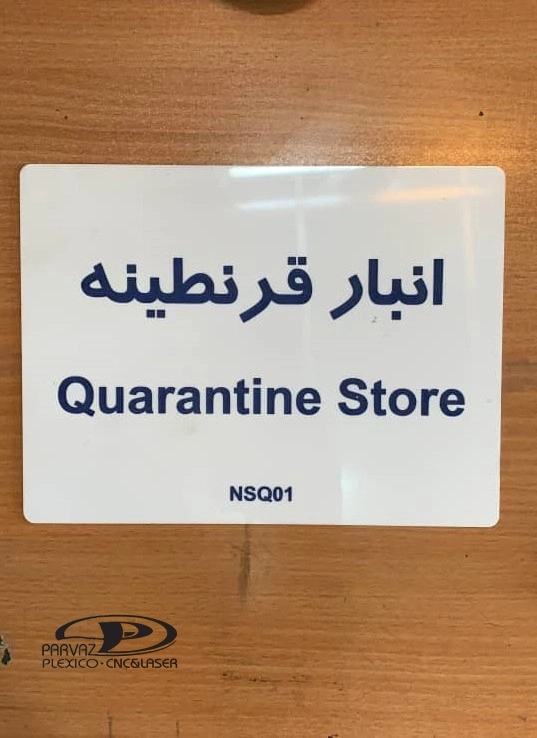 انبار قرنطینه
Quarantine Store
NSQ01
PARVAZ
PLEXICO · CNC&LASER